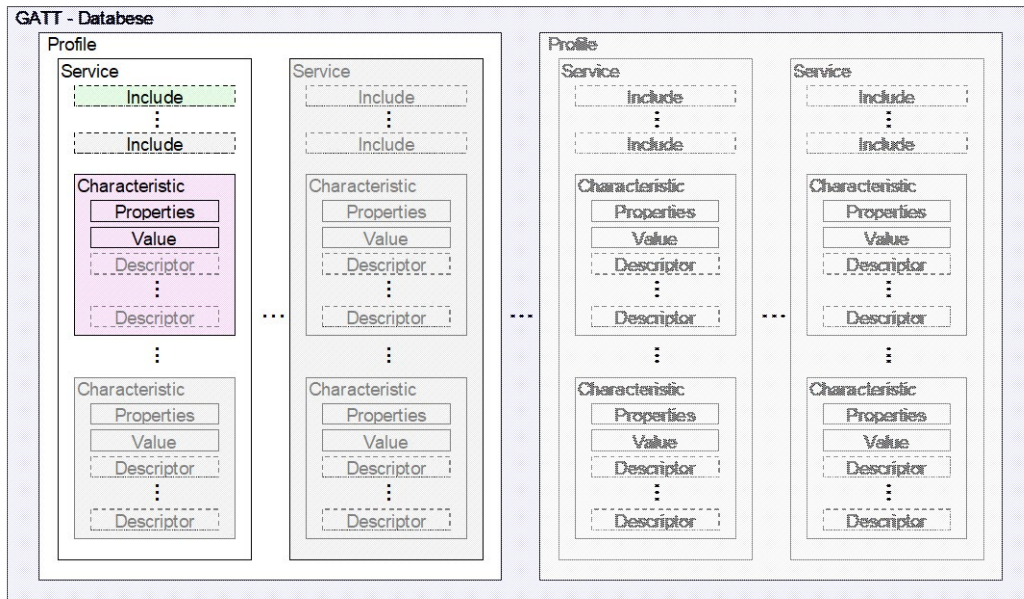 GATT - Databese
Profile
Service
Include
⋮
Include
Characteristic
Properties
Value
Descriptor
⋮
Descriptor
⋮
Characteristic
Properties
Value
Descriptor
⋮
Descriptor
...
Service
Include
⋮
Include
Characteristic
Properties
Value
Descriptor
⋮
Descriptor
⋮
Characteristic
Properties
Value
Descriptor
⋮
Descriptor
...
Profile
Service
Include
⋮
Include
Characteristic
Properties
Value
Descriptor
⋮
Descriptor
⋮
Characteristic
Properties
Value
Descriptor
⋮
Descriptor
...
Service
Include
⋮
Include
Characteristic
Properties
Value
Descriptor
⋮
Descriptor
⋮
Characteristic
Properties
Value
Descriptor
⋮
Descriptor